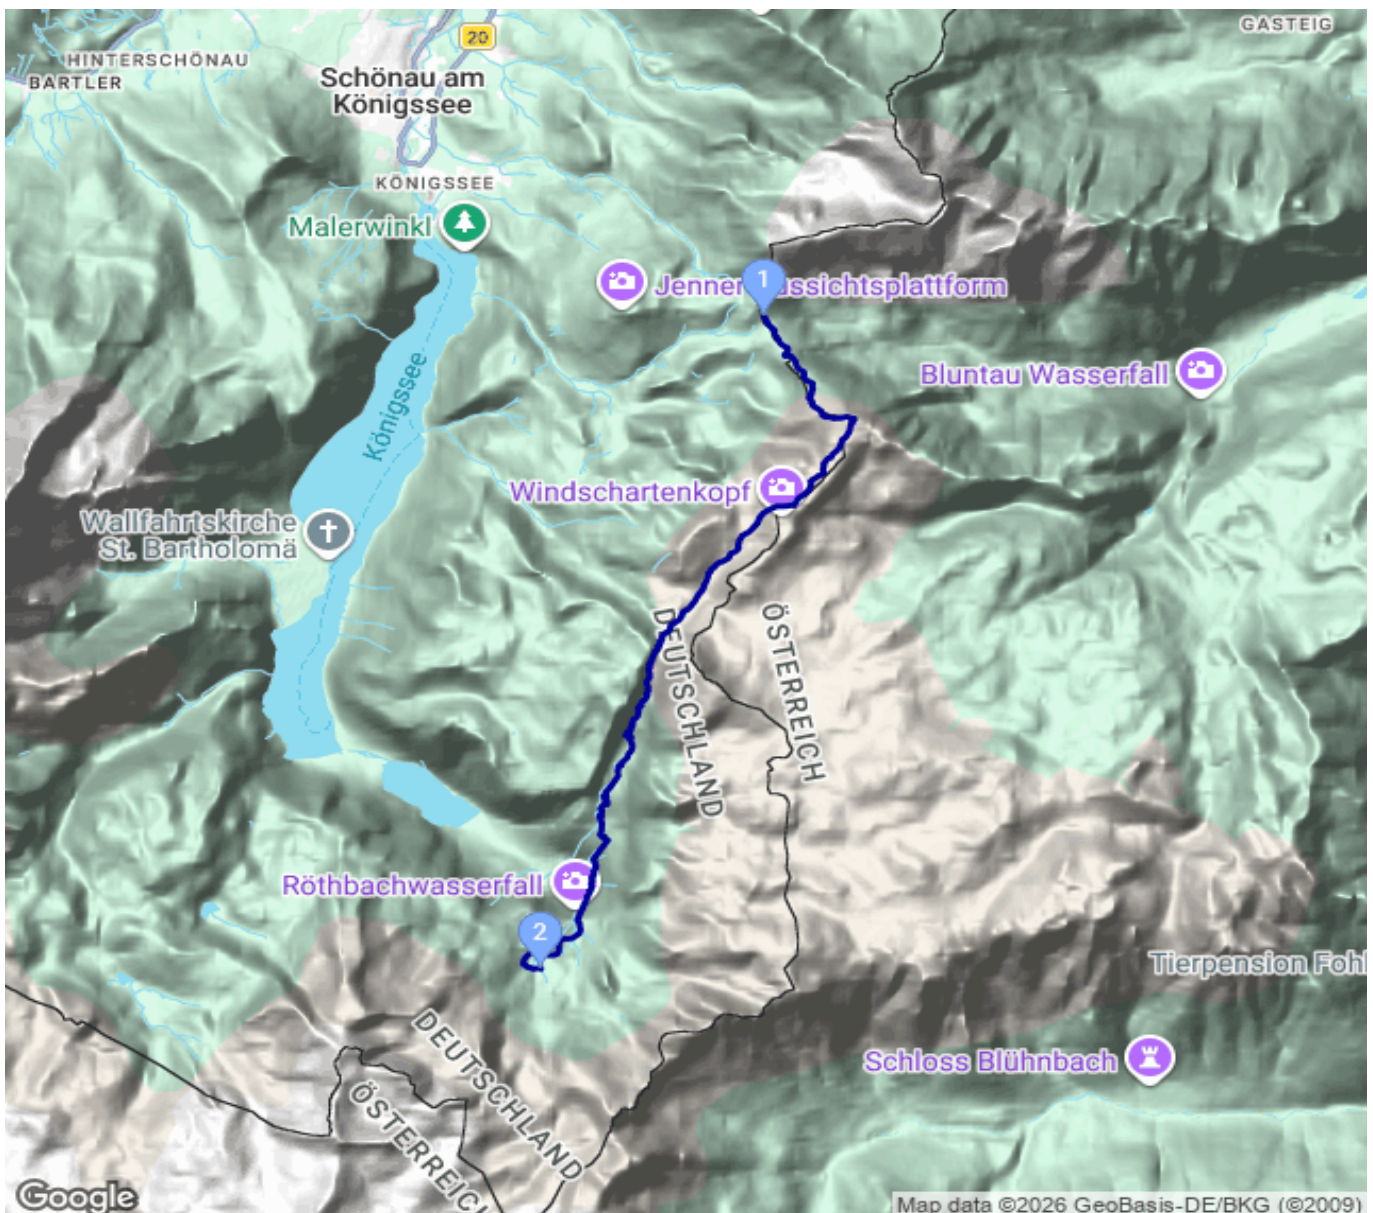 GASTEIG
20
HINTERSCHÖNAU
BARTLER
Schönau am
Königssee
KÖNIGSSEE
Malerwinkl
1
Jenner
ussichtsplattform
Königssee
Bluntau Wasserfall
Windschartenkopf
Wallfahrtskirche
St. Bartholomä
DEUTSCHLAND
ÖSTERREICH
Röthbachwasserfall
2
Tierpension Fohl
DEUTSCHLAND
ÖSTERREICH
Schloss Blühnbach
Google
Map data ©2026 GeoBasis-DE/BKG (©2009)